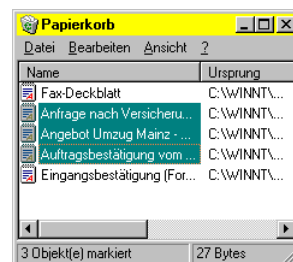 Papierkorb
Datei Bearbeiten Ansicht ?
Name Ursprung
Fax-Deckblatt C:\WINNT\...
Anfrage nach Versicheru... C:\WINNT\...
Angebot Umzug Mainz - ... C:\WINNT\...
Auftragsbestätigung vom ... C:\WINNT\...
Eingangsbestätigung (For... C:\WINNT\...
3 Objekt(e) markiert 27 Bytes